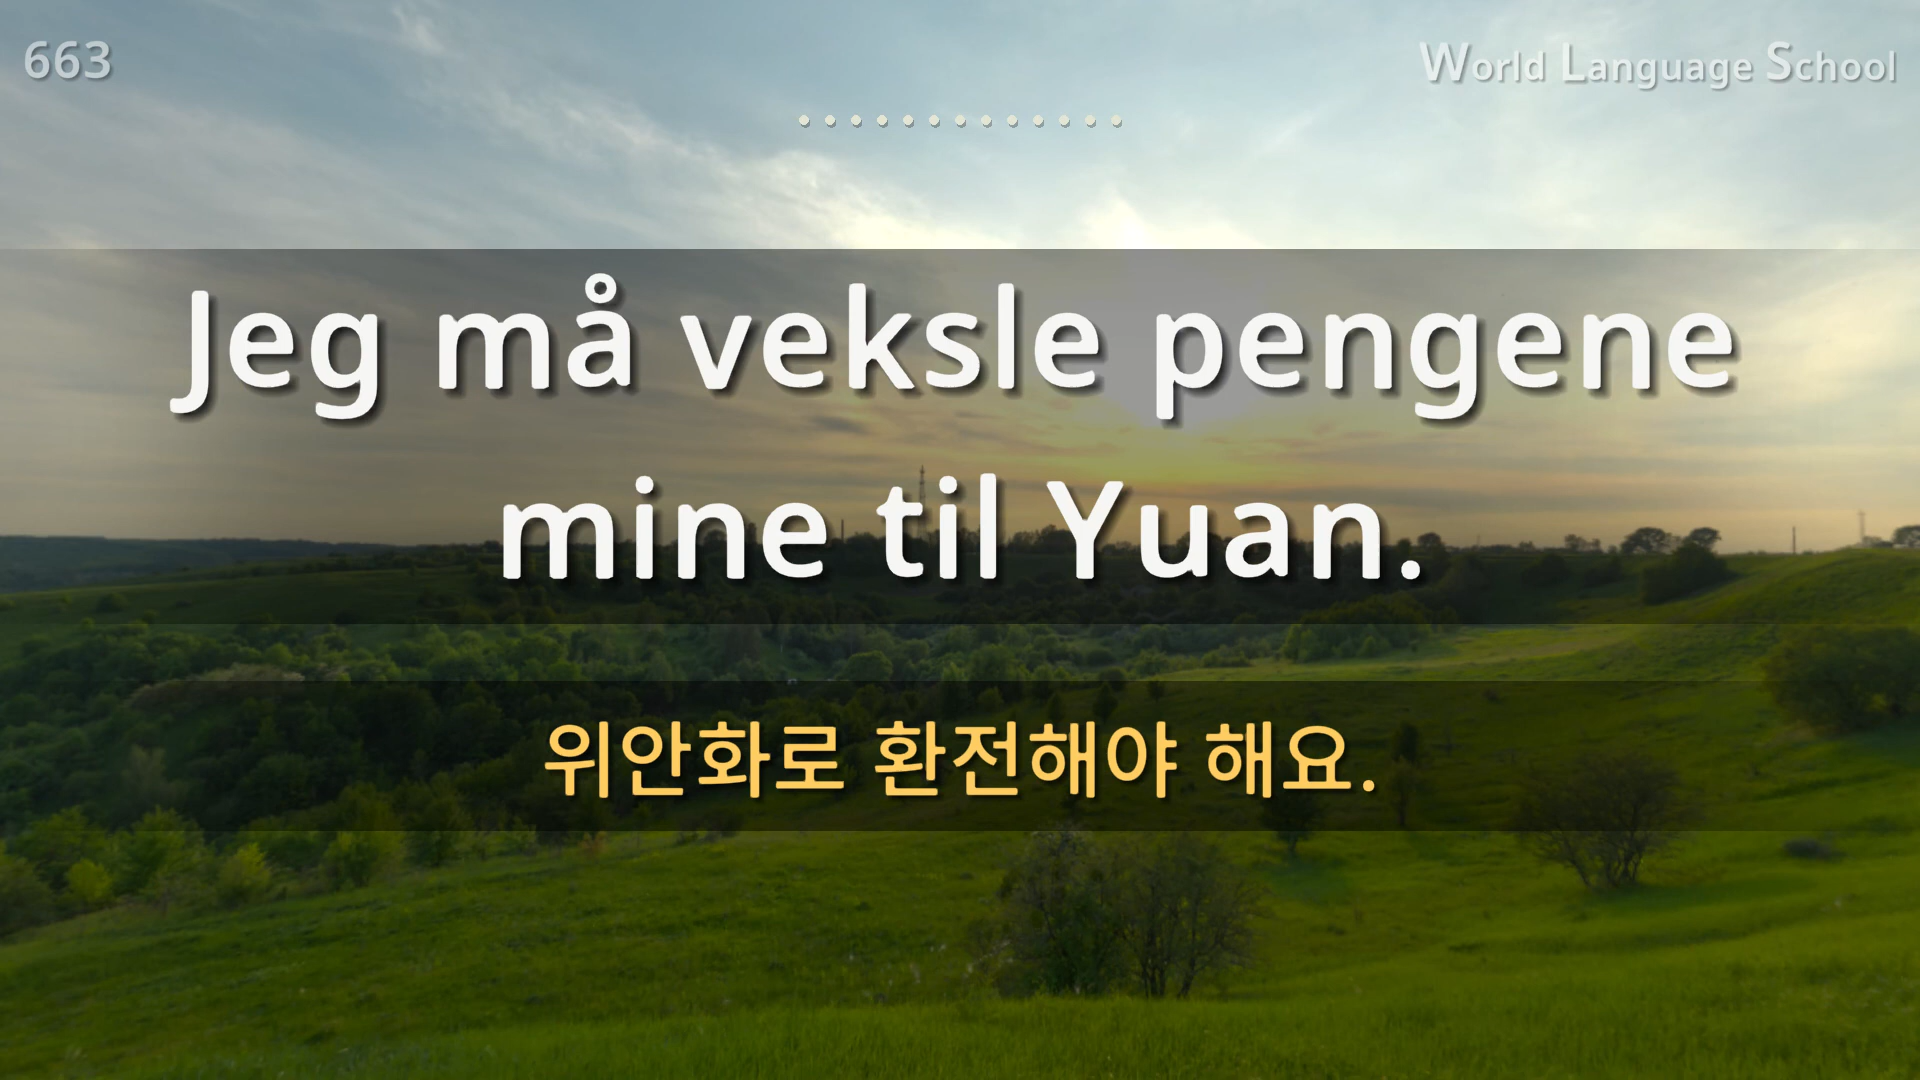 663
World Language School
Jeg må veksle pengene
mine til Yuan.
위안화로 환전해야 해요.